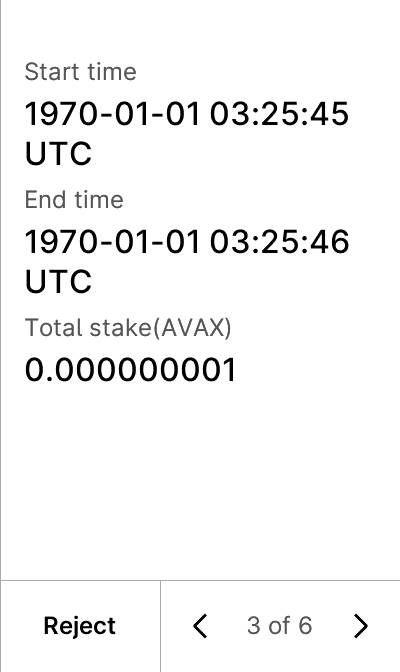 Start time
1970-01-01 03:25:45
UTC
End time
1970-01-01 03:25:46
UTC
Total stake(AVAX)
0.000000001
Reject
3 of 6